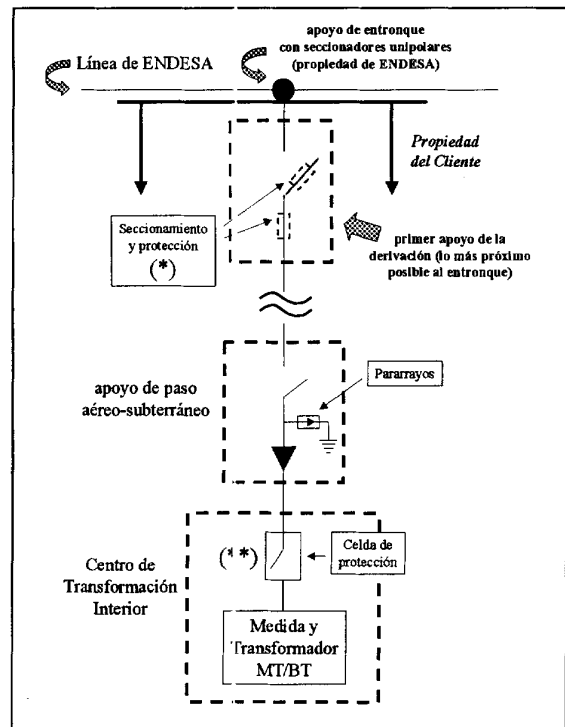 apoyo de entronque
con seccionadores unipolares
(propiedad de ENDESA)
Línea de ENDESA
Propiedad
del Cliente
Seccionamiento
y protección
(*)
primer apoyo de la
derivación (lo más próximo
posible al entronque)
apoyo de paso
aéreo-subterráneo
Pararrayos
(**)
Celda de
protección
Centro de
Transformación
Interior
Medida y
Transformador
MT/BT